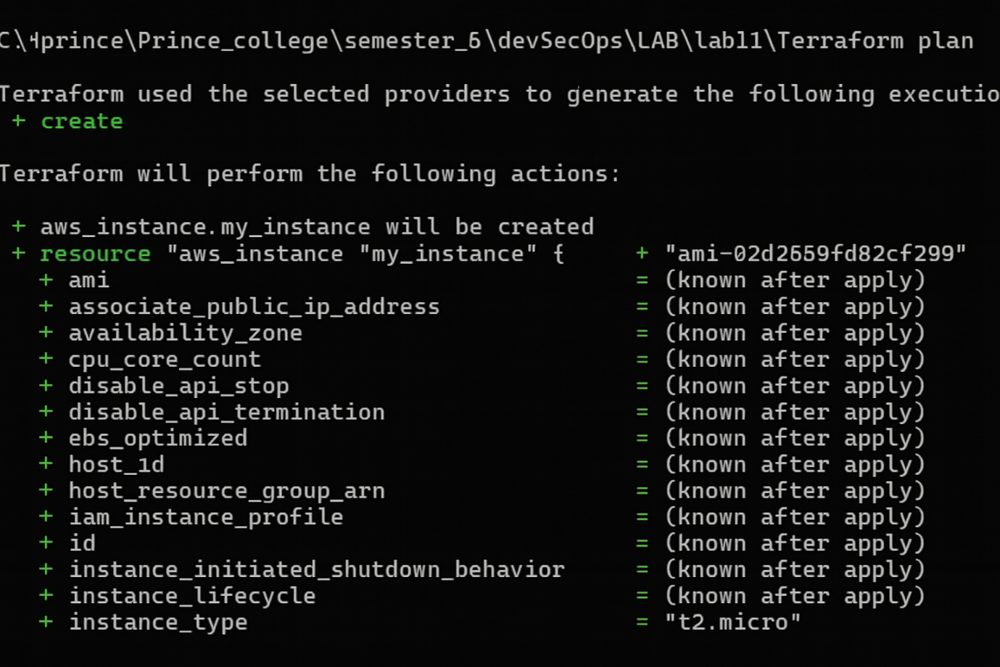 C\ꟷprince\Prince_college\semester_6\devSecOps\LAB\lab11\Terraform plan
Terraform used the selected providers to generate the following executio
+ create
Terraform will perform the following actions:
+ aws_instance.my_instance will be created
+ resource "aws_instance "my_instance" { + "ami-02d2659fd82cf299"
+ ami = (known after apply)
+ associate_public_ip_address = (known after apply)
+ availability_zone = (known after apply)
+ cpu_core_count = (known after apply)
+ disable_api_stop = (known after apply)
+ disable_api_termination = (known after apply)
+ ebs_optimized = (known after apply)
+ host_1d = (known after apply)
+ host_resource_group_arn = (known after apply)
+ iam_instance_profile = (known after apply)
+ id = (known after apply)
+ instance_initiated_shutdown_behavior = (known after apply)
+ instance_lifecycle = (known after apply)
+ instance_type = "t2.micro"